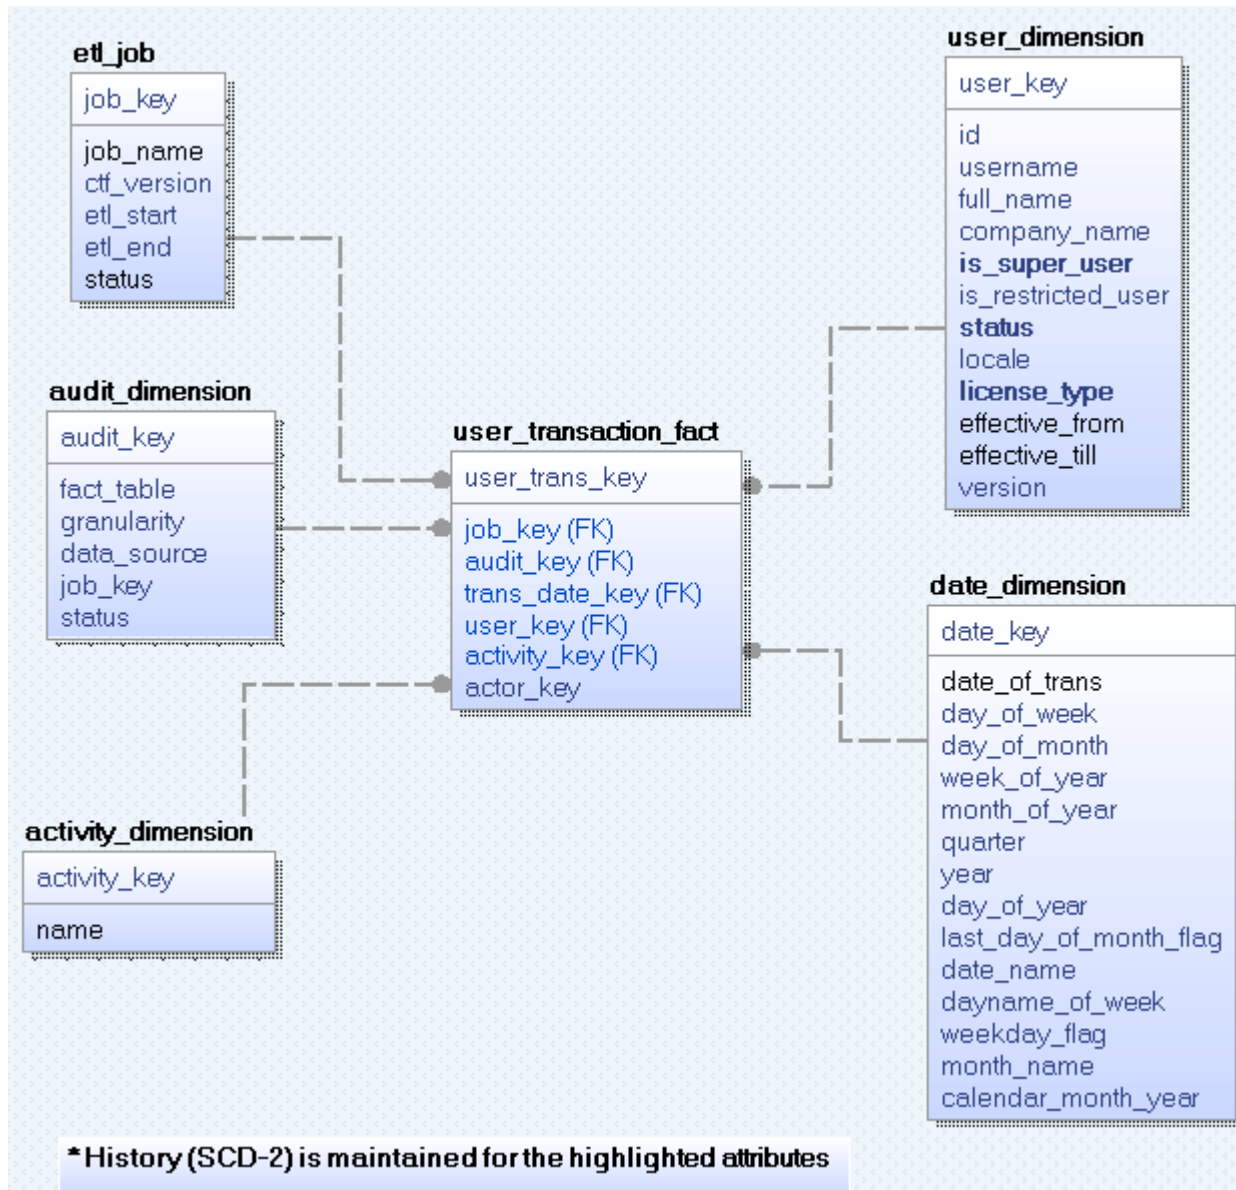 etl_job
job_key
job_name
ctf_version
etl_start
etl_end
status
user_dimension
user_key
id
username
full_name
company_name
is_super_user
is_restricted_user
status
locale
license_type
effective_from
effective_till
version
audit_dimension
audit_key
fact_table
granularity
data_source
job_key
status
user_transaction_fact
user_trans_key
job_key (FK)
audit_key (FK)
trans_date_key (FK)
user_key (FK)
activity_key (FK)
actor_key
date_dimension
date_key
date_of_trans
day_of_week
day_of_month
week_of_year
month_of_year
quarter
year
day_of_year
last_day_of_month_flag
date_name
dayname_of_week
weekday_flag
month_name
calendar_month_year
activity_dimension
activity_key
name
* History (SCD-2) is maintained for the highlighted attributes